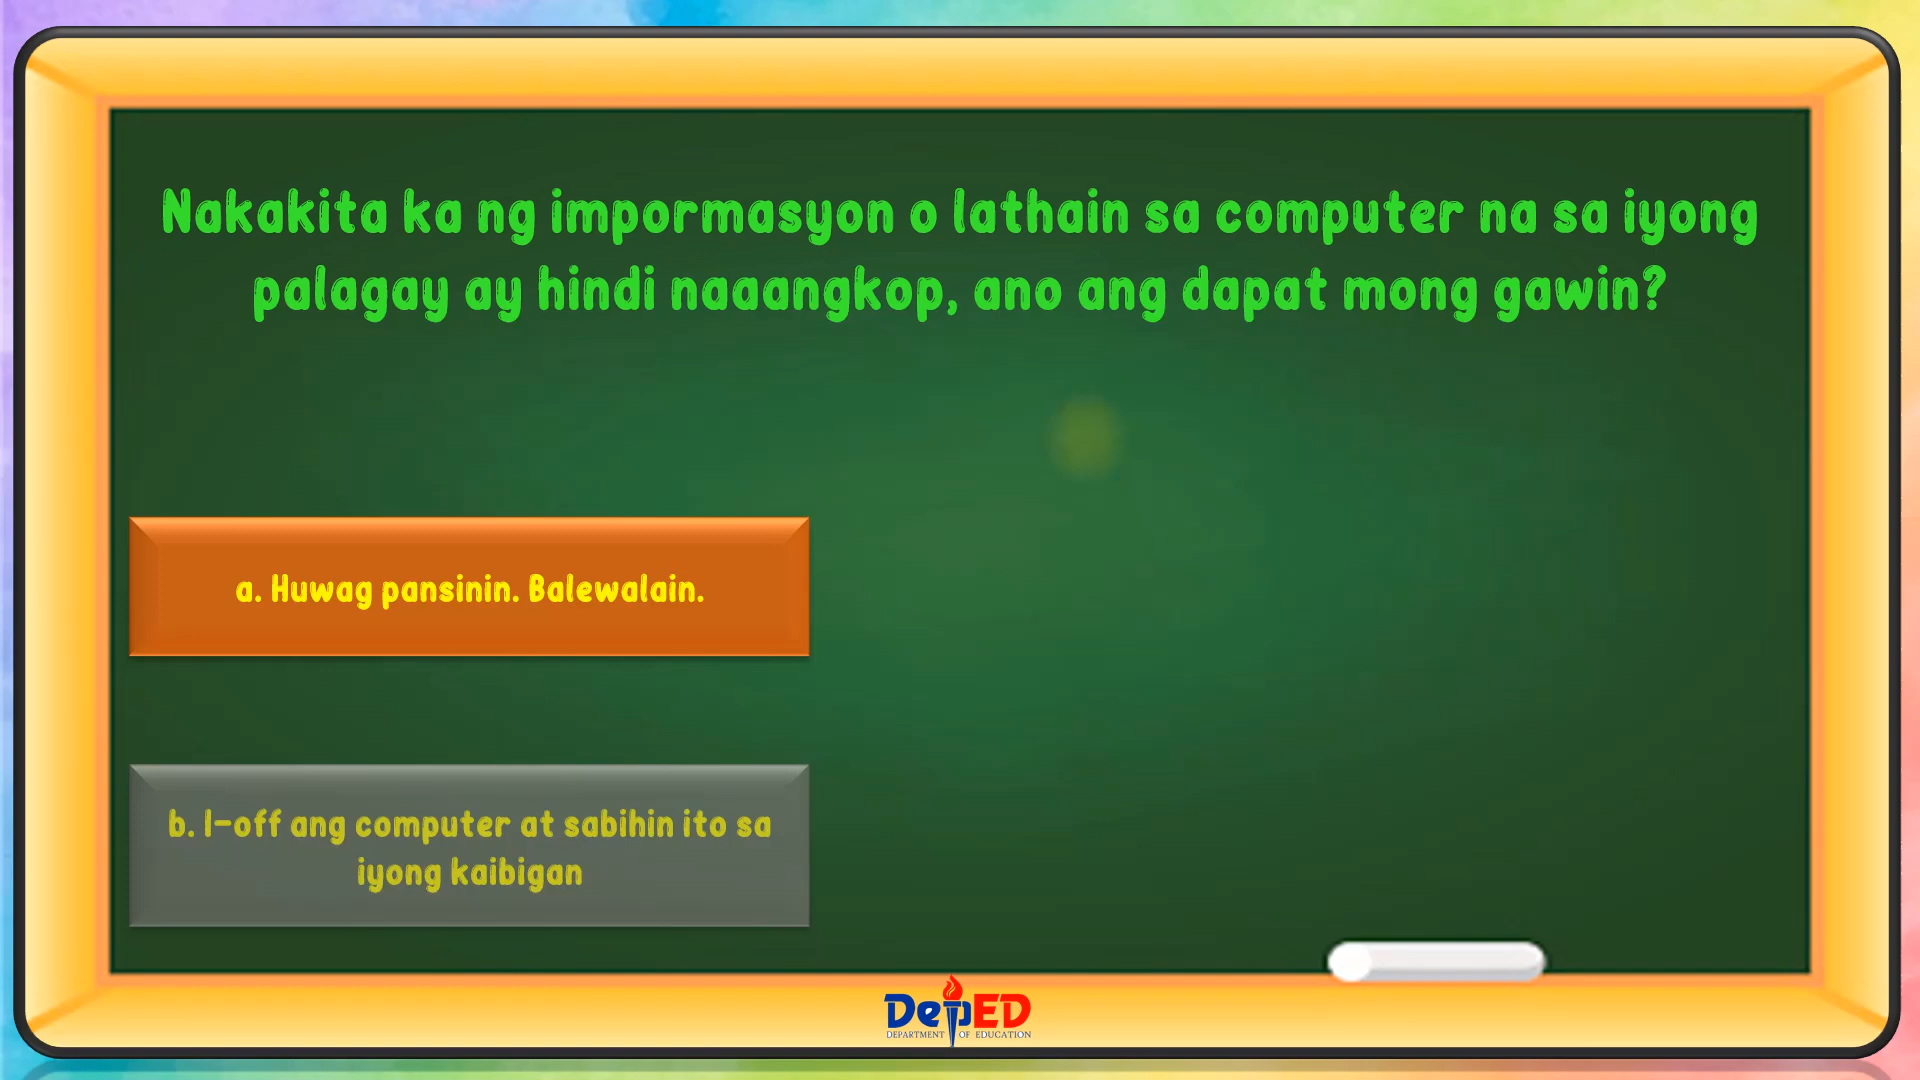 Nakakita ka ng impormasyon o lathain sa computer na sa iyong
palagay ay hindi naaangkop, ano ang dapat mong gawin?
a. Huwag pansinin. Balewalain.
b. I-off ang computer at sabihin ito sa
iyong kaibigan
DepED
DEPARTMENT OF EDUCATION